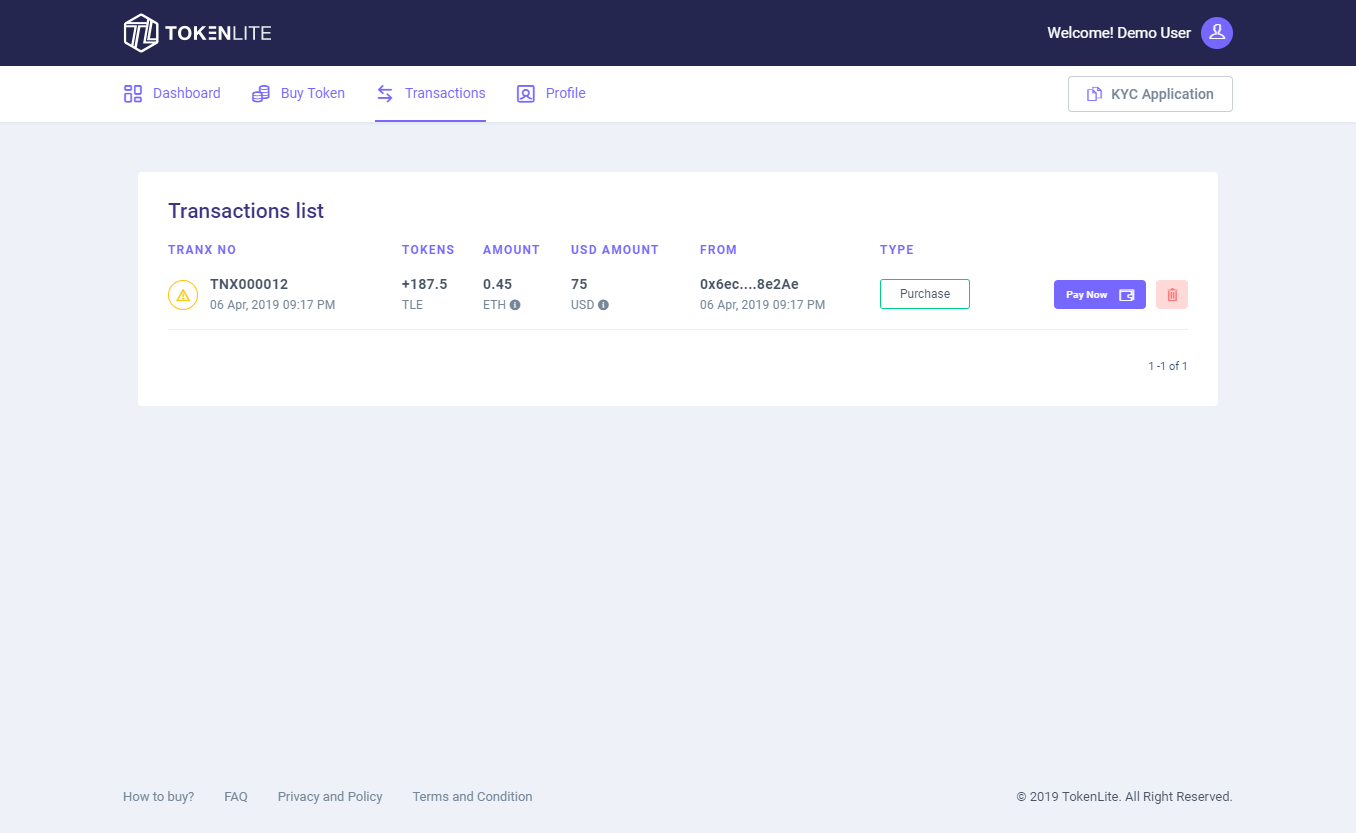 TOKENLITE
Welcome! Demo User
Dashboard
Buy Token
Transactions
Profile
KYC Application
Transactions list
TRANX NO TOKENS AMOUNT USD AMOUNT FROM TYPE
TNX000012 +187.5 0.45 75 0x6ec....8e2Ae Purchase Pay Now
06 Apr, 2019 09:17 PM TLE ETH USD 06 Apr, 2019 09:17 PM
1 -1 of 1
How to buy? FAQ Privacy and Policy Terms and Condition
© 2019 TokenLite. All Right Reserved.